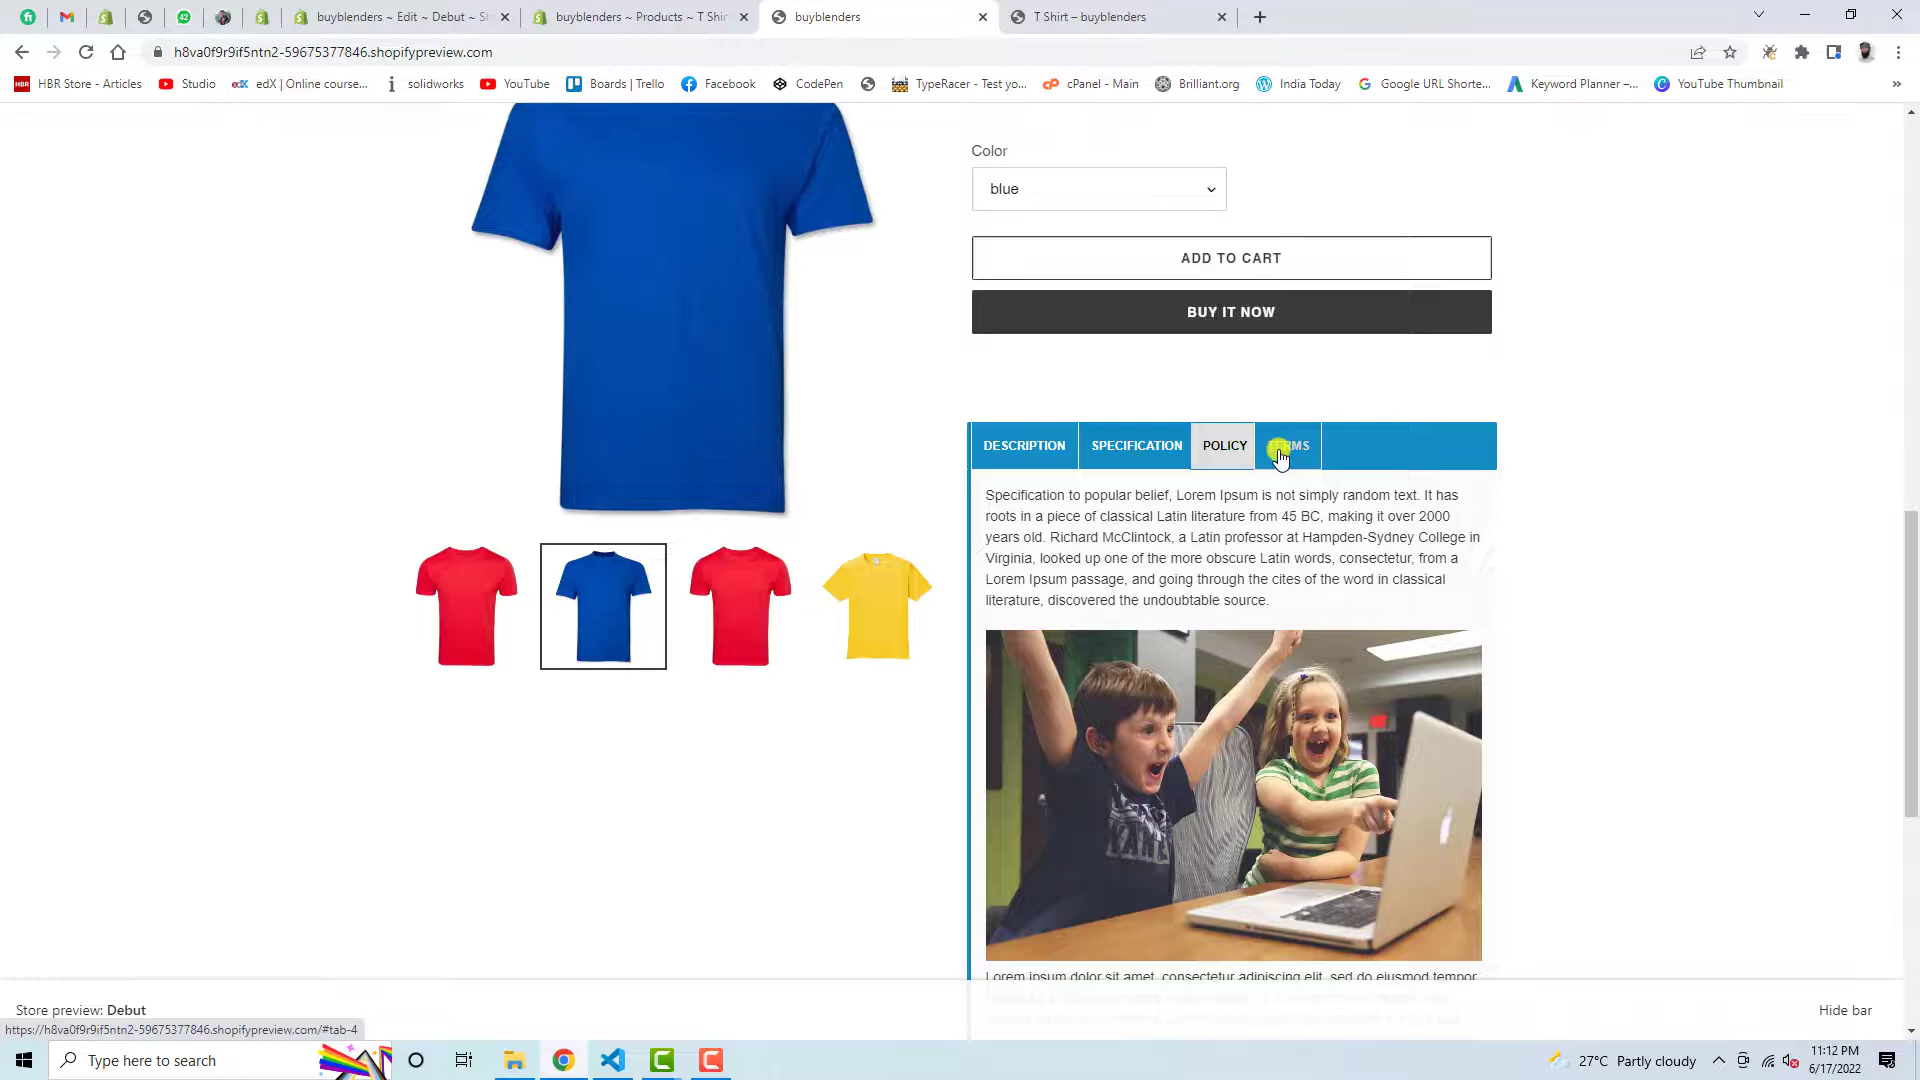 buyblenders ~ Edit ~ Debut ~ Sh
buyblenders ~ Products ~ T Shir
buyblenders
T Shirt – buyblenders
h8va0f9r9if5ntn2-59675377846.shopifypreview.com
HBR Store - Articles
Studio
edX | Online course...
solidworks
YouTube
Boards | Trello
Facebook
CodePen
TypeRacer - Test yo...
cPanel - Main
Brilliant.org
India Today
Google URL Shorte...
Keyword Planner –...
YouTube Thumbnail
Color
blue
ADD TO CART
BUY IT NOW
DESCRIPTION SPECIFICATION POLICY TERMS
Specification to popular belief, Lorem Ipsum is not simply random text. It has
roots in a piece of classical Latin literature from 45 BC, making it over 2000
years old. Richard McClintock, a Latin professor at Hampden-Sydney College in
Virginia, looked up one of the more obscure Latin words, consectetur, from a
Lorem Ipsum passage, and going through the cites of the word in classical
literature, discovered the undoubtable source.
Lorem ipsum dolor sit amet, consectetur adipiscing elit, sed do eiusmod tempor
Store preview: Debut
Hide bar
https://h8va0f9r9if5ntn2-59675377846.shopifypreview.com/#tab-4
Type here to search
27°C Partly cloudy
11:12 PM
6/17/2022